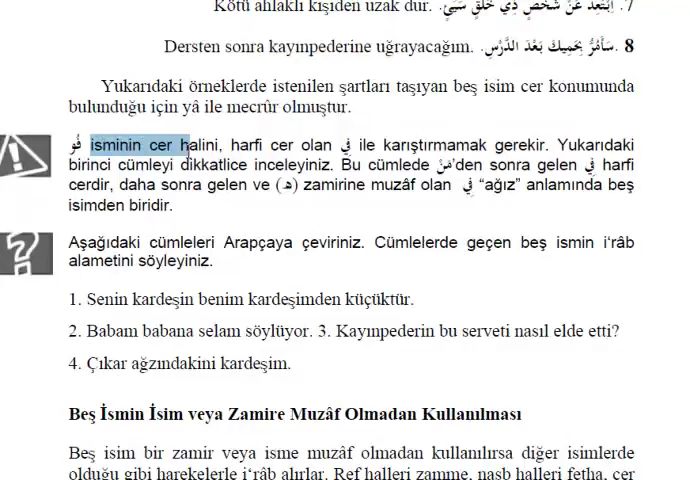 Kötü ahlaklı kişiden uzak dur. .اِبْتَعِدْ عَنْ شَخْصٍ ذِي خُلُقٍ سَيِّئٍ .7
Dersten sonra kayınpederine uğrayacağım. .سَأَمُرُّ بِحَمِيكَ بَعْدَ الدَّرْسِ .8
Yukarıdaki örneklerde istenilen şartları taşıyan beş isim cer konumunda
bulunduğu için yâ ile mecrûr olmuştur.
فُو isminin cer halini, harfi cer olan فِي ile karıştırmamak gerekir. Yukarıdaki
birinci cümleyi dikkatlice inceleyiniz. Bu cümlede مَنْ'den sonra gelen فِي harfi
cerdir, daha sonra gelen ve (ـه) zamirine muzâf olan فِي “ağız” anlamında beş
isimden biridir.
Aşağıdaki cümleleri Arapçaya çeviriniz. Cümlelerde geçen beş ismin i‘râb
alametini söyleyiniz.
1. Senin kardeşin benim kardeşimden küçüktür.
2. Babam babana selam söylüyor. 3. Kayınpederin bu serveti nasıl elde etti?
4. Çıkar ağzındakini kardeşim.
Beş İsmin İsim veya Zamire Muzâf Olmadan Kullanılması
Beş isim bir zamir veya isme muzâf olmadan kullanılırsa diğer isimlerde
olduğu gibi harekelerle i‘râb alırlar. Ref halleri zamme, nasb halleri fetha, cer